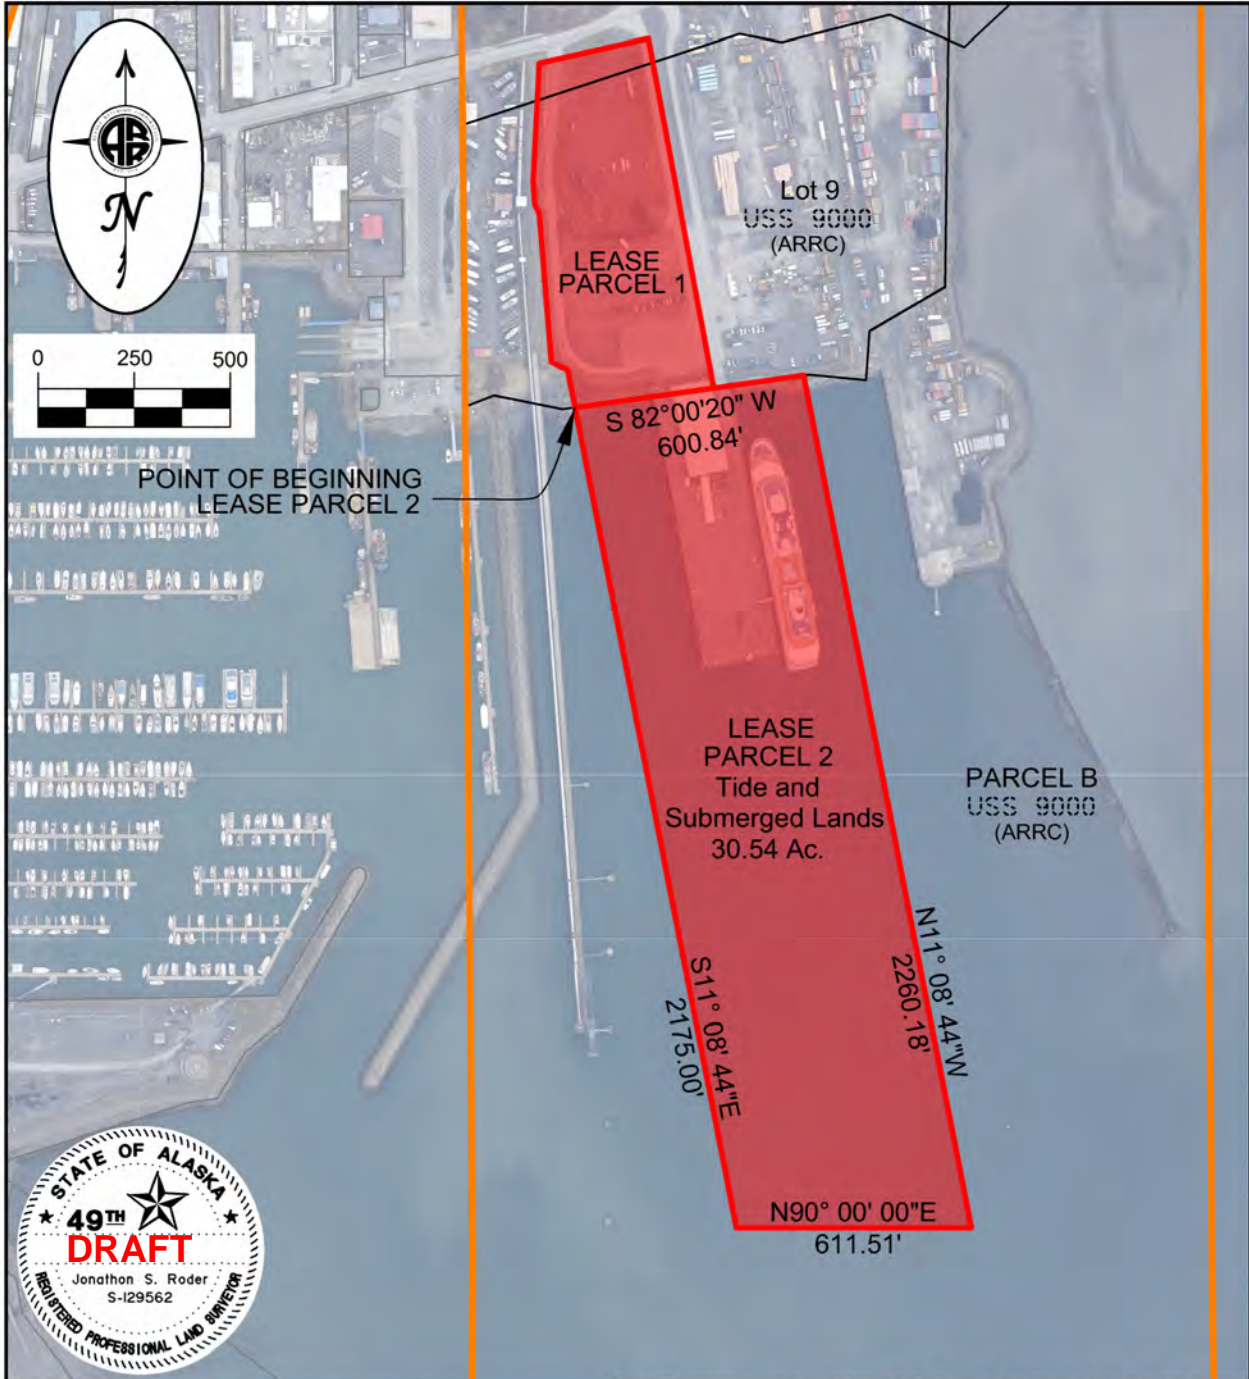 N
0 250 500
LEASE
PARCEL 1
Lot 9
USS 9000
(ARRC)
S 82°00'20" W
600.84'
POINT OF BEGINNING
LEASE PARCEL 2
LEASE
PARCEL 2
Tide and
Submerged Lands
30.54 Ac.
PARCEL B
USS 9000
(ARRC)
S11° 08' 44"E
2175.00'
N11° 08' 44"W
2260.18'
N90° 00' 00"E
611.51'
STATE OF ALASKA
49TH
DRAFT
Jonathon S. Roder
S-129562
REGISTERED PROFESSIONAL LAND SURVEYOR